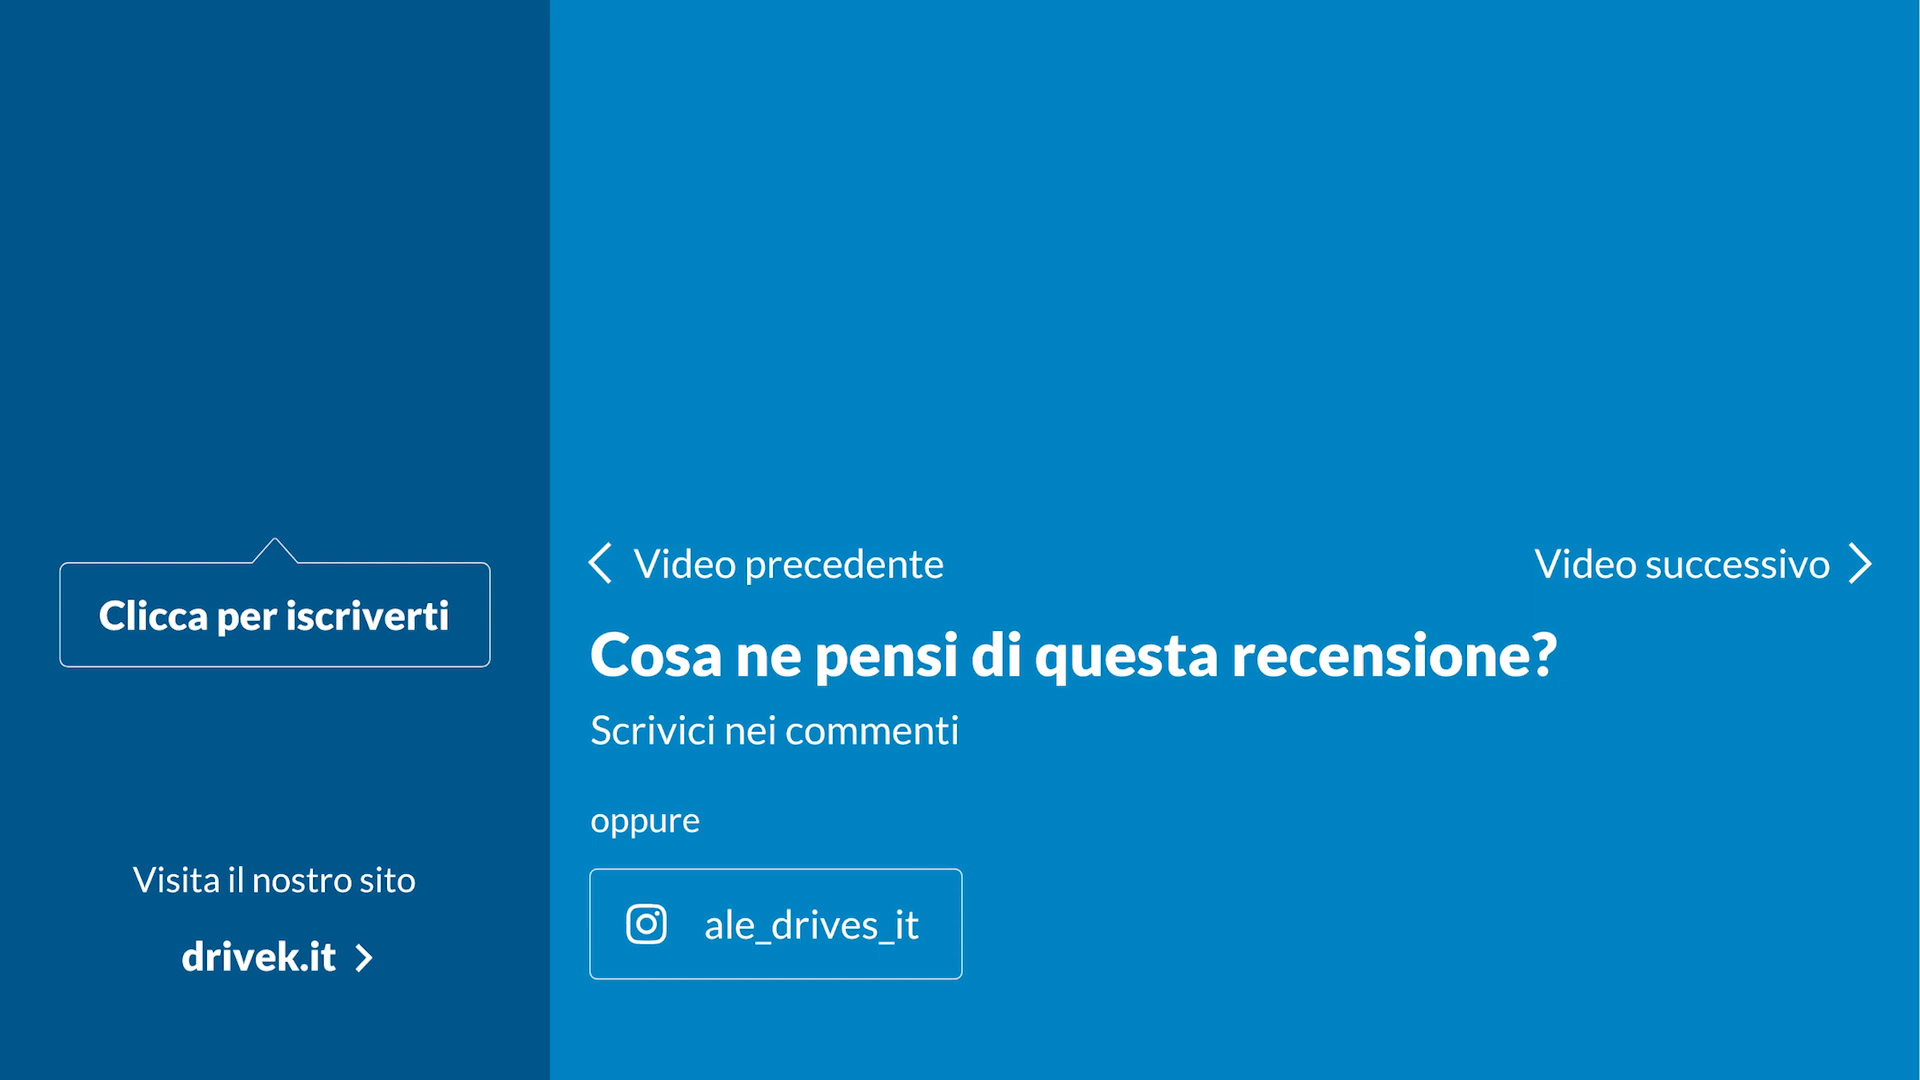 Clicca per iscriverti
Visita il nostro sito
drivek.it
Video precedente
Video successivo
Cosa ne pensi di questa recensione?
Scrivici nei commenti
oppure
ale_drives_it